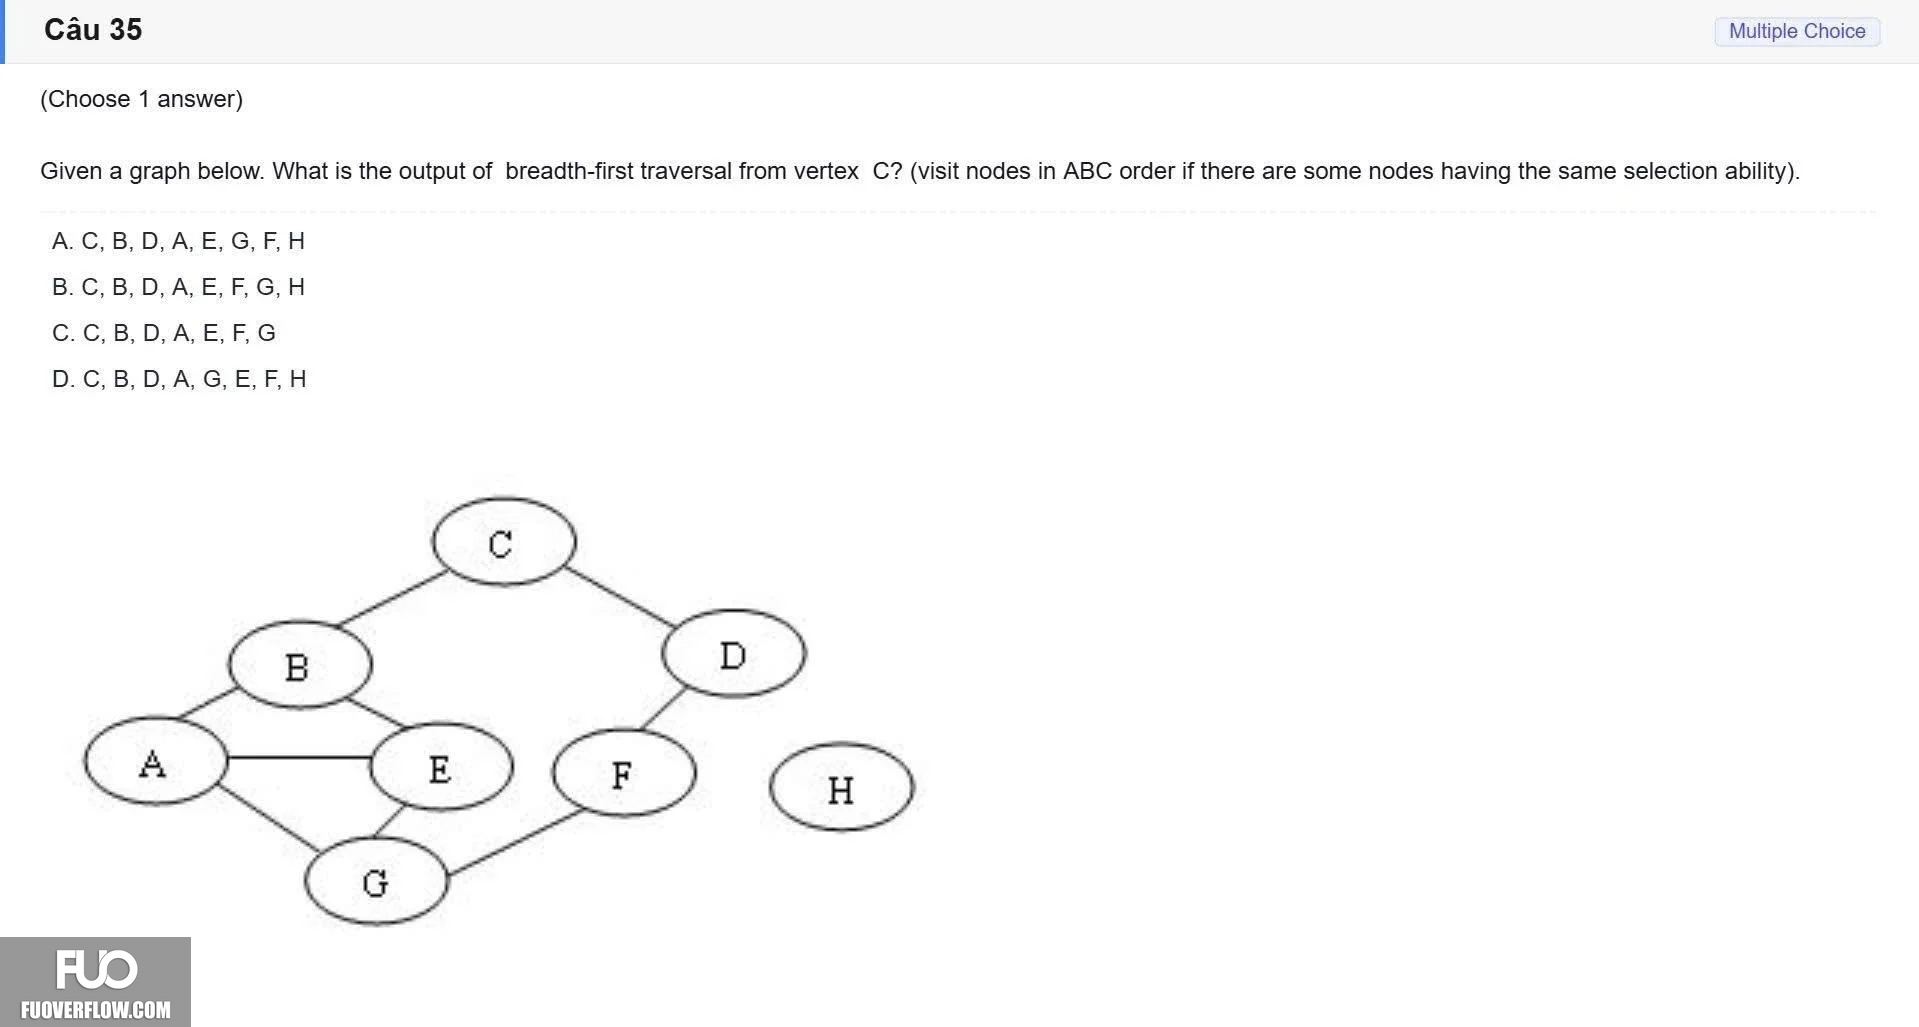 Câu 35
Multiple Choice
(Choose 1 answer)
Given a graph below. What is the output of  breadth-first traversal from vertex  C? (visit nodes in ABC order if there are some nodes having the same selection ability).
A. C, B, D, A, E, G, F, H
B. C, B, D, A, E, F, G, H
C. C, B, D, A, E, F, G
D. C, B, D, A, G, E, F, H
C
B
D
A
E
F
H
G
FUO
FUOVERFLOW.COM